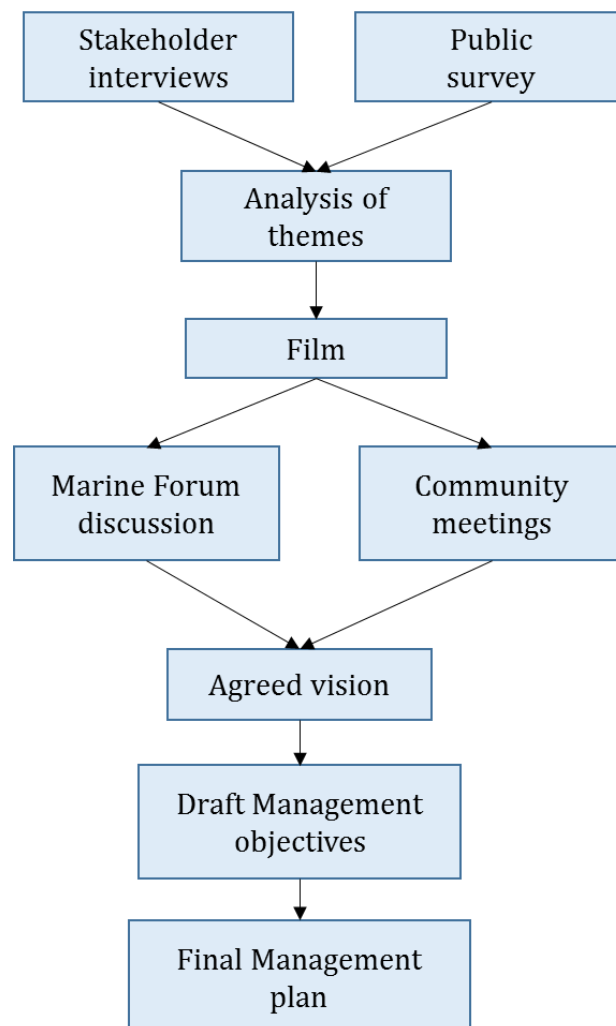 Stakeholder
interviews
Public
survey
Analysis of
themes
Film
Marine Forum
discussion
Community
meetings
Agreed vision
Draft Management
objectives
Final Management
plan